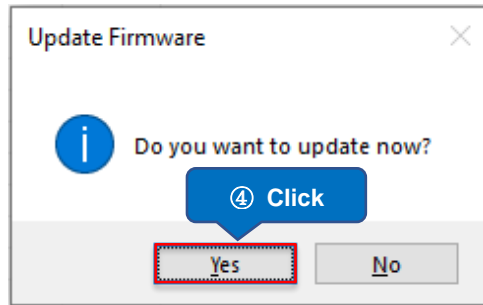 Update Firmware
Do you want to update now?
④ Click
Yes
No